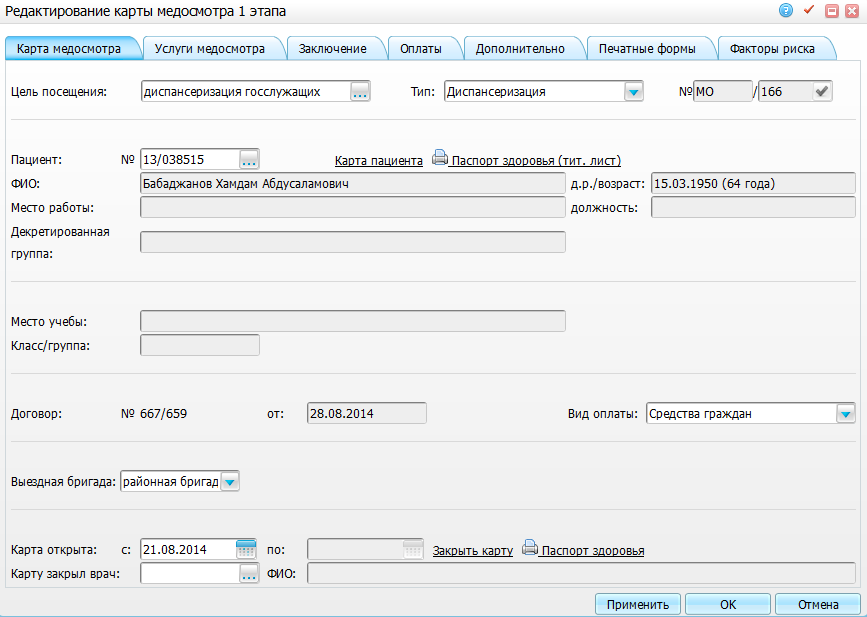 Редактирование карты медосмотра 1 этапа
Карта медосмотра Услуги медосмотра Заключение Оплаты Дополнительно Печатные формы Факторы риска
Цель посещения: диспансеризация госслужащих ... Тип: Диспансеризация № МО / 166
Пациент: № 13/038515 ... Карта пациента Паспорт здоровья (тит. лист)
ФИО: Бабаджанов Хамдам Абдусаламович д.р./возраст: 15.03.1950 (64 года)
Место работы: должность:
Декретированная
группа:
Место учебы:
Класс/группа:
Договор: № 667/659 от: 28.08.2014 Вид оплаты: Средства граждан
Выездная бригада: районная бригад
Карта открыта: с: 21.08.2014 по: Закрыть карту Паспорт здоровья
Карту закрыл врач: ... ФИО:
Применить ОК Отмена